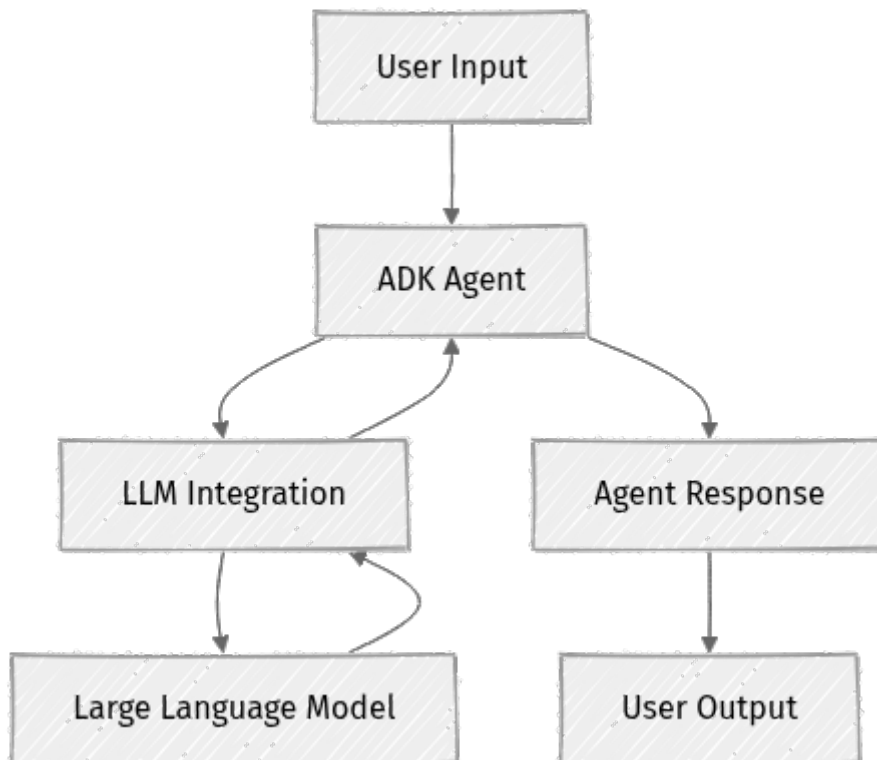 User Input
ADK Agent
LLM Integration
Agent Response
Large Language Model
User Output